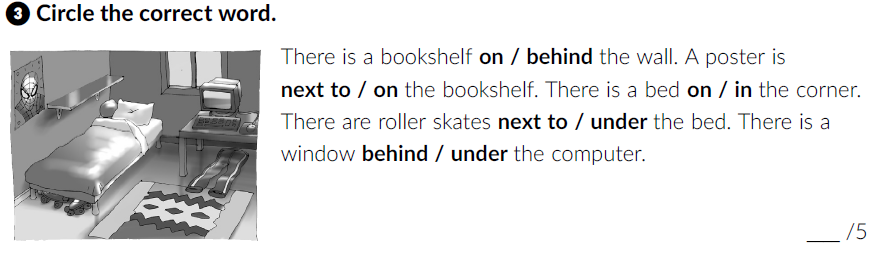 3 Circle the correct word.
There is a bookshelf on / behind the wall. A poster is
next to / on the bookshelf. There is a bed on / in the corner.
There are roller skates next to / under the bed. There is a
window behind / under the computer.
___ /5